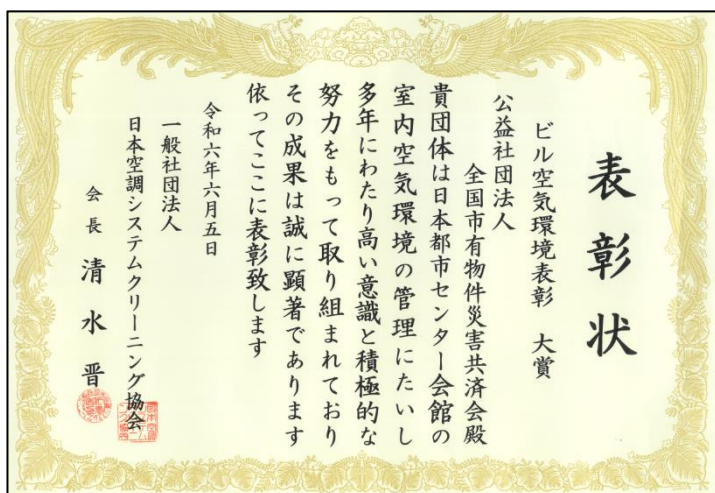 表彰状
ビル空気環境表彰 大賞
公益社団法人
全国市有物件災害共済会殿
貴団体は日本都市センター会館の
室内空気環境の管理にたいし
多年にわたり高い意識と積極的な
努力をもって取り組まれており
その成果は誠に顕著であります
依ってここに表彰致します
令和六年六月五日
一般社団法人
日本空調システムクリーニング協会
会長 清水 晋